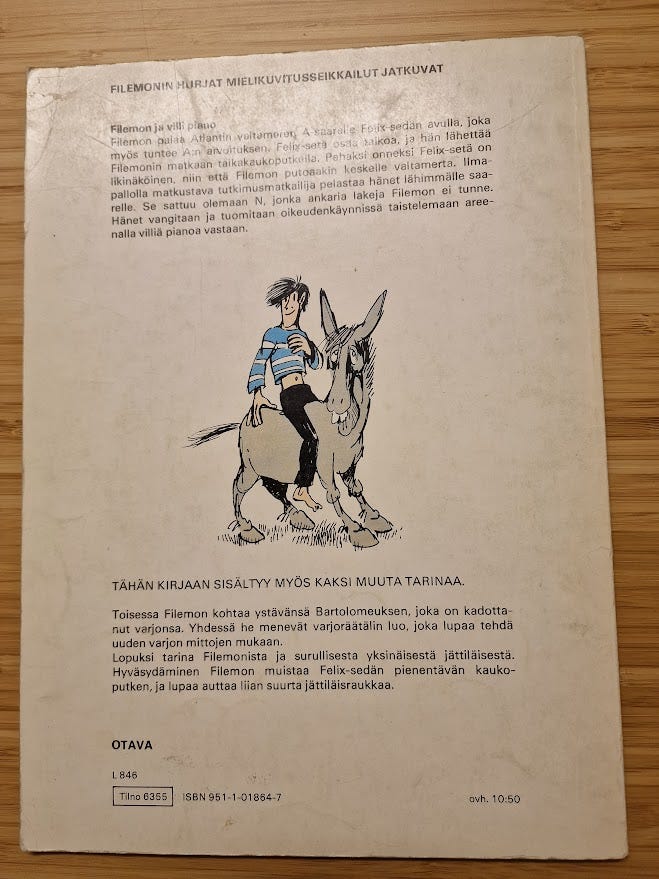 FILEMONIN HURJAT MIELIKUVITUSSEIKKAILUT JATKUVAT
Filemon ja villi piano
Filemon palaa Atlantin valtameren A-saarelle Felix-sedän avulla, joka
myös tuntee A:n arvoituksen. Felix-setä osaa taikoa, ja hän lähettää
Filemonin matkaan taikakaukoputkella. Pahaksi onneksi Felix-setä on
likinäköinen, niin että Filemon putoaakin keskelle valtamerta. Ilma-
pallolla matkustava tutkimusmatkailija pelastaa hänet lähimmälle saa-
relle. Se sattuu olemaan N, jonka ankaria lakeja Filemon ei tunne.
Hänet vangitaan ja tuomitaan oikeudenkäynnissä taistelemaan aree-
nalla villiä pianoa vastaan.
TÄHÄN KIRJAAN SISÄLTYY MYÖS KAKSI MUUTA TARINAA.
Toisessa Filemon kohtaa ystävänsä Bartolomeuksen, joka on kadotta-
nut varjonsa. Yhdessä he menevät varjoräätälin luo, joka lupaa tehdä
uuden varjon mittojen mukaan.
Lopuksi tarina Filemonista ja surullisesta yksinäisestä jättiläisestä.
Hyväsydäminen Filemon muistaa Felix-sedän pienentävän kauko-
putken, ja lupaa auttaa liian suurta jättiläisraukkaa.
OTAVA
L 846
Tilno 6355 ISBN 951-1-01864-7 ovh. 10:50